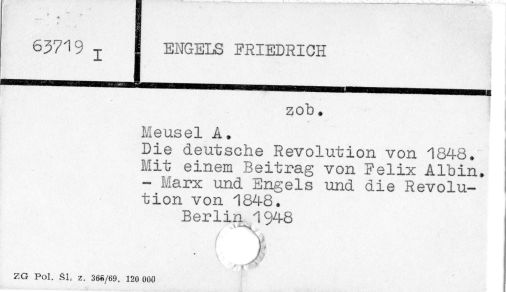 63719 I
ENGELS FRIEDRICH
zob.
Meusel A.
Die deutsche Revolution von 1848.
Mit einem Beitrag von Felix Albin.
- Marx und Engels und die Revolu-
tion von 1848.
Berlin 1948
ZG Pol. Śl. z. 366/69. 120 000